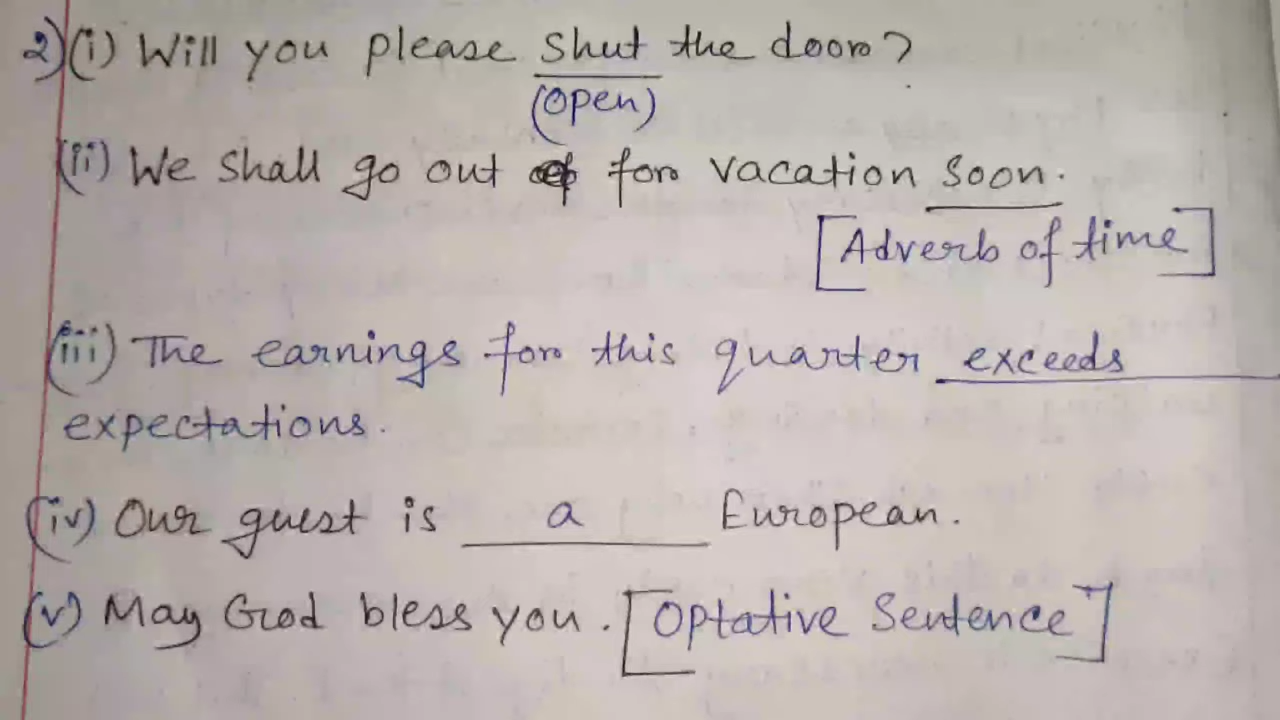 2)(i) Will you please shut the door?
(open)
(ii) We shall go out for vacation soon.
[Adverb of time]
(iii) The earnings for this quarter exceeds
expectations.
(iv) Our guest is a European.
(v) May God bless you. [Optative Sentence]